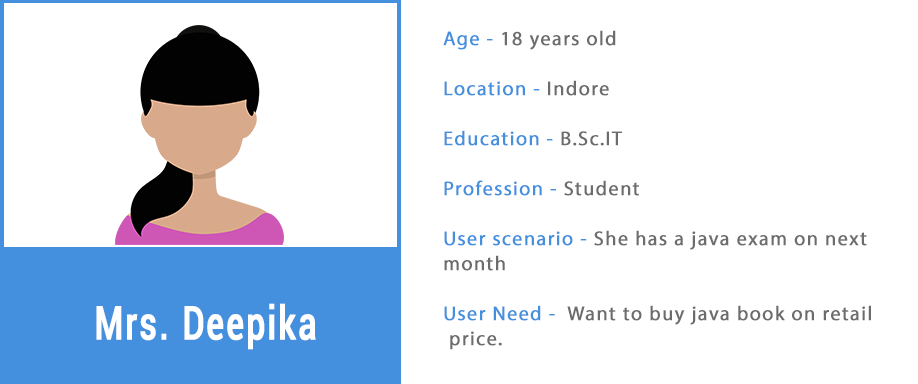 Mrs. Deepika
Age - 18 years old
Location - Indore
Education - B.Sc.IT
Profession - Student
User scenario - She has a java exam on next
month
User Need - Want to buy java book on retail
price.